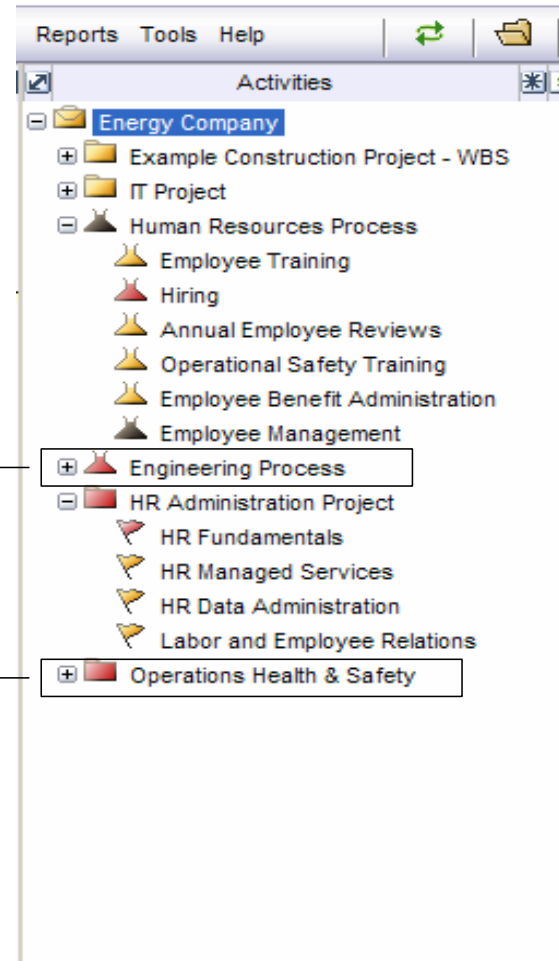 Reports Tools Help
Activities
Energy Company
Example Construction Project - WBS
IT Project
Human Resources Process
Employee Training
Hiring
Annual Employee Reviews
Operational Safety Training
Employee Benefit Administration
Employee Management
Engineering Process
HR Administration Project
HR Fundamentals
HR Managed Services
HR Data Administration
Labor and Employee Relations
Operations Health & Safety